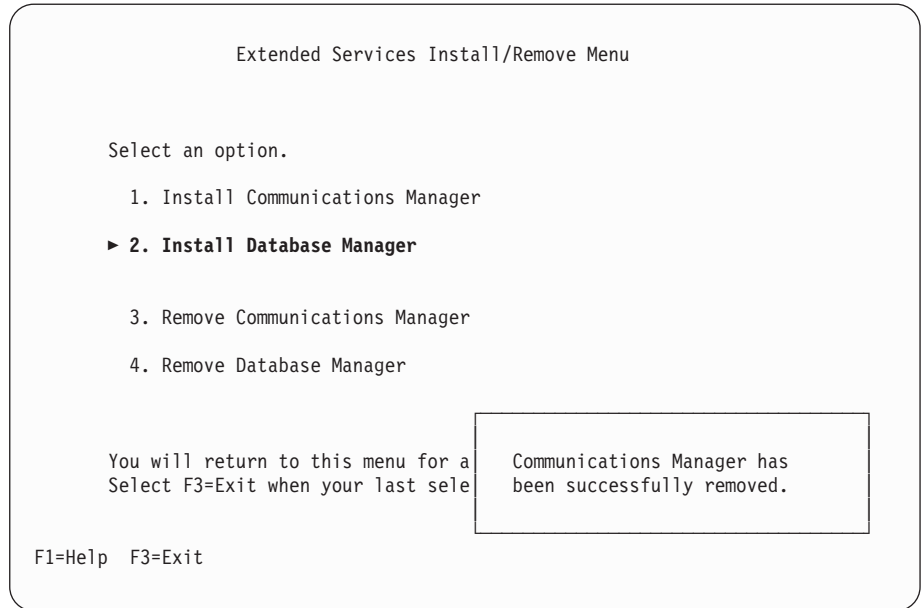 Extended Services Install/Remove Menu
Select an option.
1. Install Communications Manager
► 2. Install Database Manager
3. Remove Communications Manager
4. Remove Database Manager
You will return to this menu for a
Select F3=Exit when your last sele
Communications Manager has
been successfully removed.
F1=Help F3=Exit